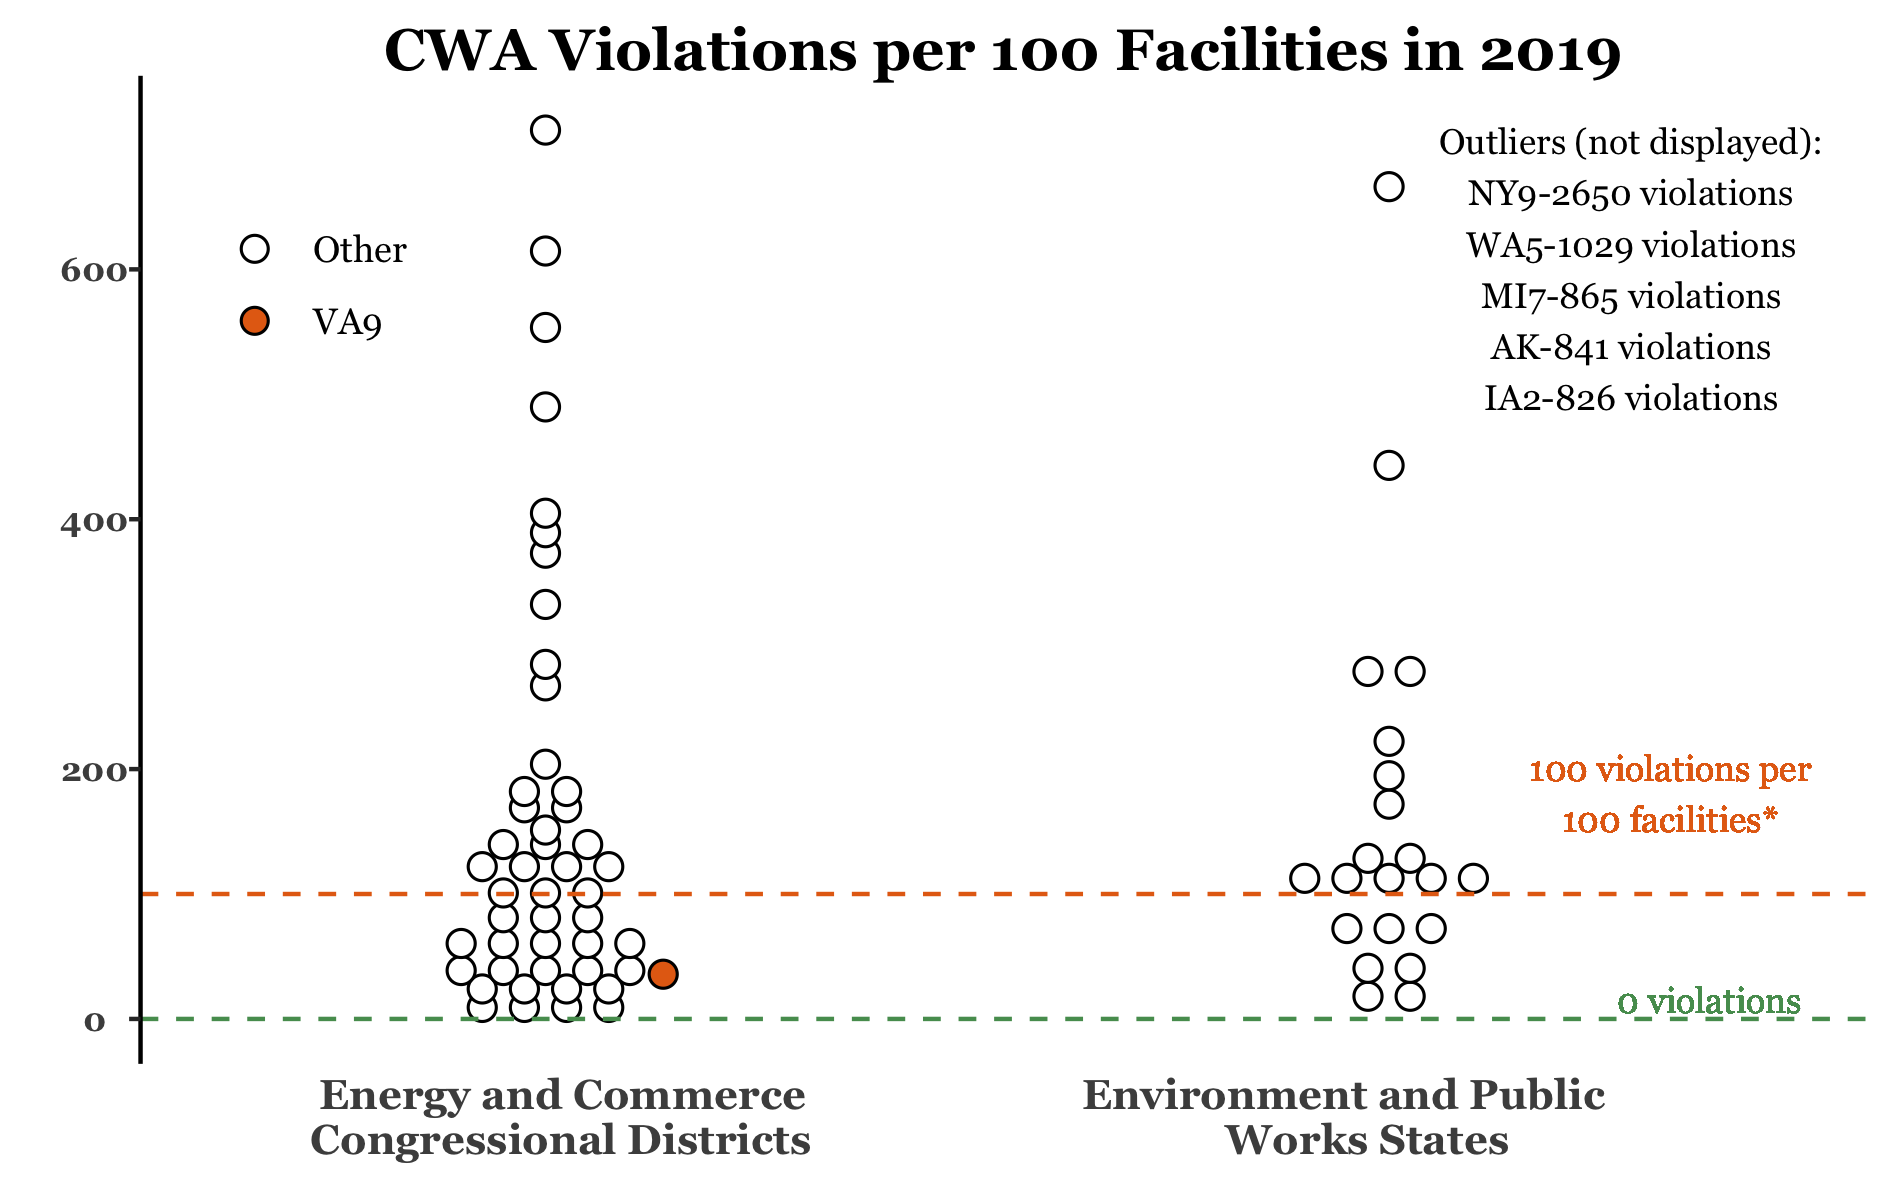 CWA Violations per 100 Facilities in 2019
Outliers (not displayed):
NY9-2650 violations
WA5-1029 violations
MI7-865 violations
AK-841 violations
IA2-826 violations
Other
VA9
600
400
200
0
100 violations per
100 facilities*
0 violations
Energy and Commerce
Congressional Districts
Environment and Public
Works States